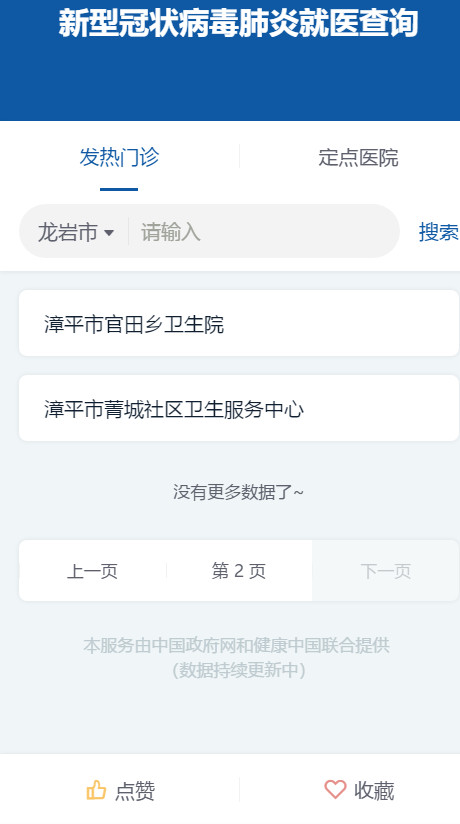 新型冠状病毒肺炎就医查询
发热门诊 定点医院
龙岩市 请输入 搜索
漳平市官田乡卫生院
漳平市菁城社区卫生服务中心
没有更多数据了~
上一页 第 2 页 下一页
本服务由中国政府网和健康中国联合提供
(数据持续更新中)
点赞 收藏